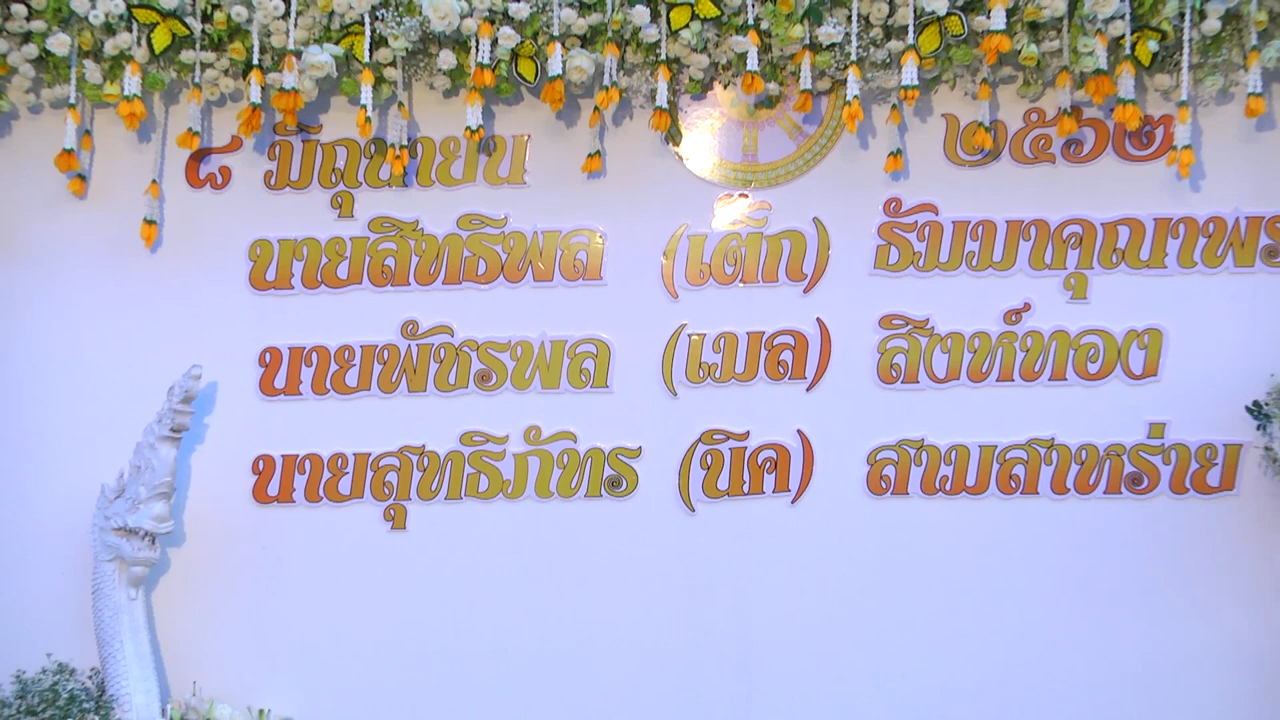 ๘ มิถุนายน ๒๕๖๒
นายสิทธิพล (เต็ก) ธัมมาคุณาพร
นายพัชรพล (เมล) สิงห์ทอง
นายสุทธิภัทร (นิค) สามสาหร่าย